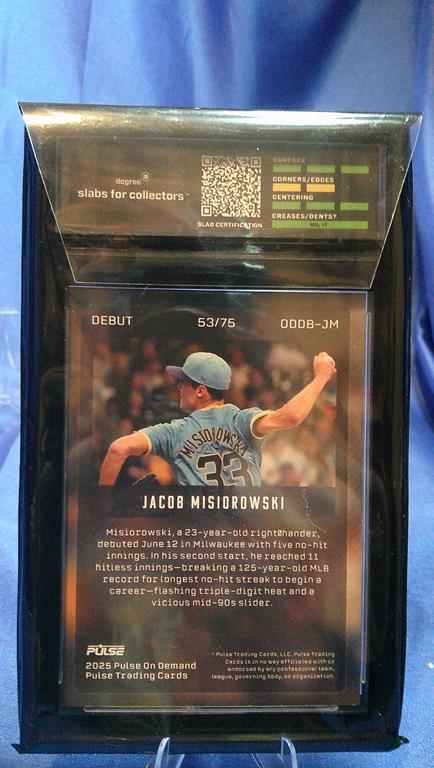 degree
slabs for collectors™
SLAB CERTIFICATION
SURFACE
CORNERS/EDGES
CENTERING
CREASES/DENTS?
DEBUT 53/75 ODDB-JM
MISIOROWSKI
33
JACOB MISIOROWSKI
Misiorowski, a 23-year-old righthander,
debuted June 12 in Milwaukee with five no-hit
innings. In his second start, he reached 11
hitless innings—breaking a 125-year-old MLB
record for longest no-hit streak to begin a
career—flashing triple-digit heat and a
vicious mid-90s slider.
PULSE
2025 Pulse On Demand
Pulse Trading Cards
* Pulse Trading Cards, LLC. Pulse Trading
Cards is in no way affiliated with or
endorsed by any professional team,
league, governing body, or organization.